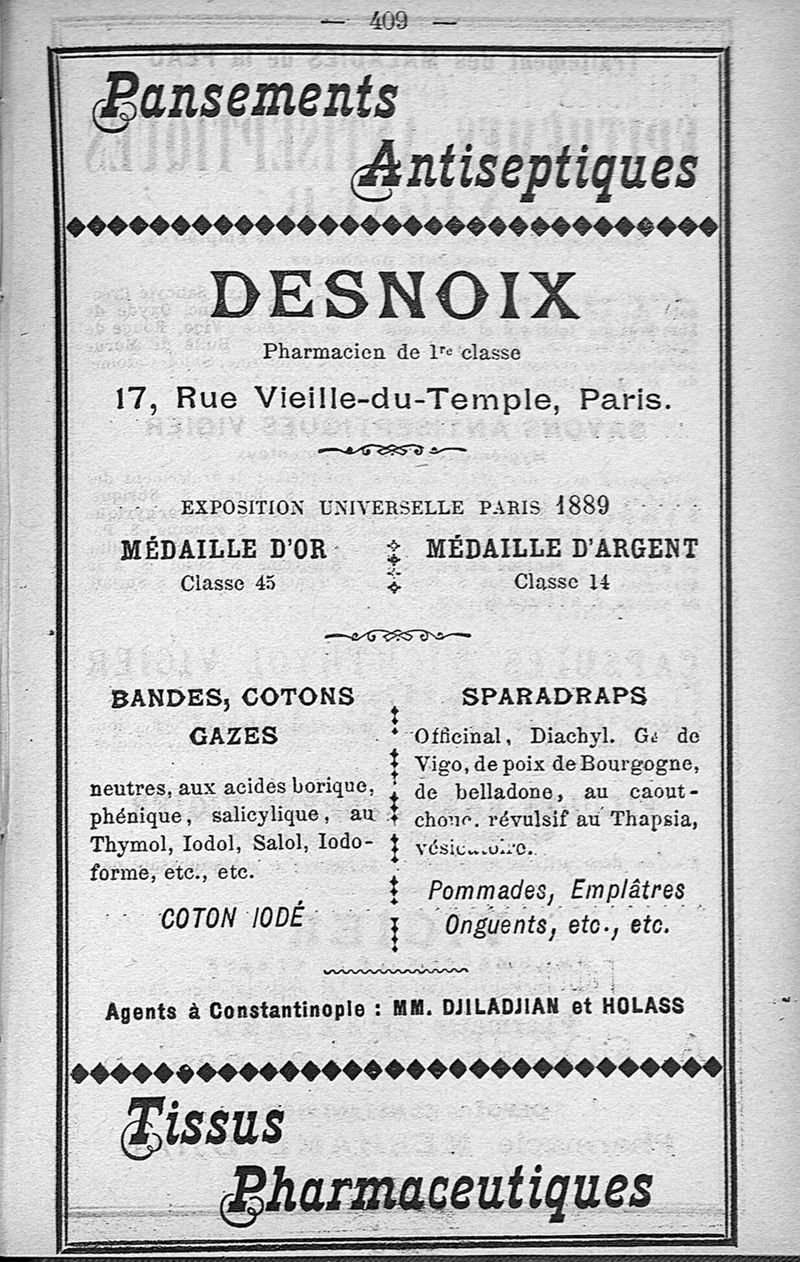 — 409 —
Pansements
Antiseptiques
DESNOIX
Pharmacien de 1re classe
17, Rue Vieille-du-Temple, Paris.
EXPOSITION UNIVERSELLE PARIS 1889
MÉDAILLE D'OR
Classe 45
MÉDAILLE D'ARGENT
Classe 14
BANDES, COTONS
GAZES
neutres, aux acides borique,
phénique, salicylique, au
Thymol, Iodol, Salol, Iodo-
forme, etc., etc.
COTON IODÉ
SPARADRAPS
Officinal, Diachyl. de
Vigo, de poix de Bourgogne,
de belladone, au caout-
révulsif au Thapsia,
Pommades, Emplâtres
Onguents, etc., etc.
Agents à Constantinople : MM. DJILADJIAN et HOLASS
Tissus
Pharmaceutiques